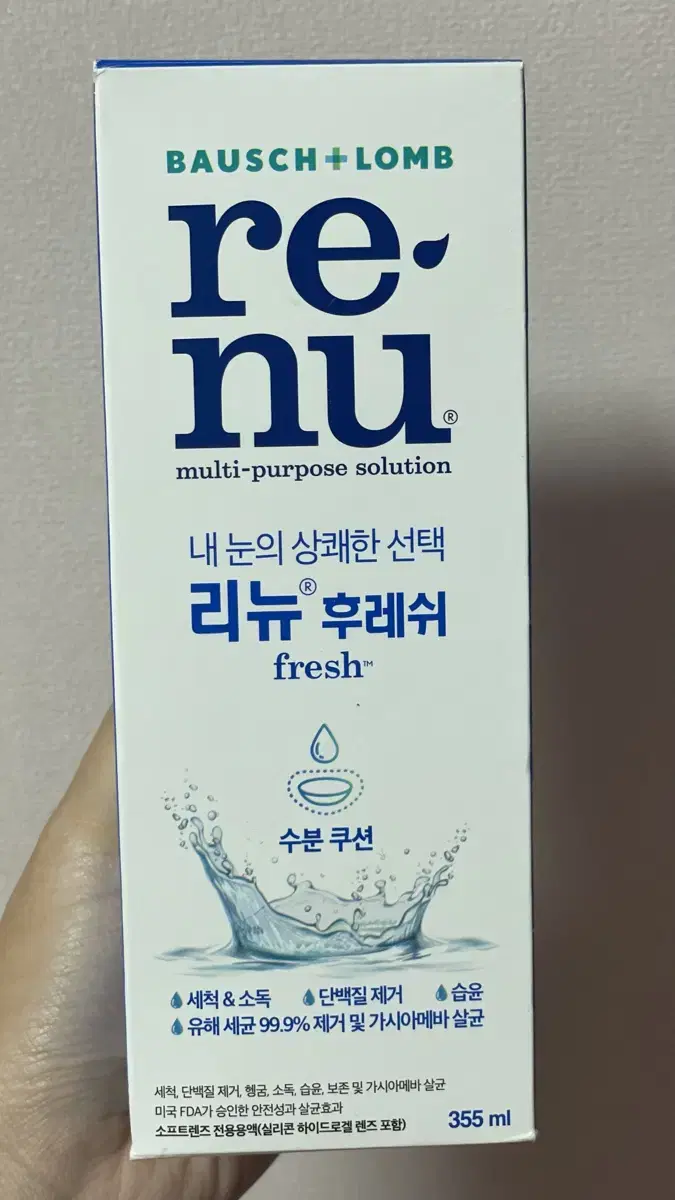 BAUSCH + LOMB
re
nu®
multi-purpose solution
내 눈의 상쾌한 선택
리뉴® 후레쉬
fresh™
수분 쿠션
세척 & 소독 단백질 제거 습윤
유해 세균 99.9% 제거 및 가시아메바 살균
세척, 단백질 제거, 헹굼, 소독, 습윤, 보존 및 가시아메바 살균
미국 FDA가 승인한 안전성과 살균효과
소프트렌즈 전용용액(실리콘 하이드로겔 렌즈 포함)
355 ml